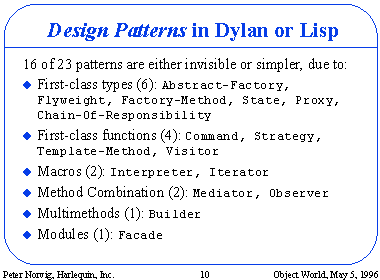 Design Patterns in Dylan or Lisp
16 of 23 patterns are either invisible or simpler, due to:
◆ First-class types (6): Abstract-Factory,
Flyweight, Factory-Method, State, Proxy,
Chain-Of-Responsibility
◆ First-class functions (4): Command, Strategy,
Template-Method, Visitor
◆ Macros (2): Interpreter, Iterator
◆ Method Combination (2): Mediator, Observer
◆ Multimethods (1): Builder
◆ Modules (1): Facade
Peter Norvig, Harlequin, Inc. 10 Object World, May 5, 1996